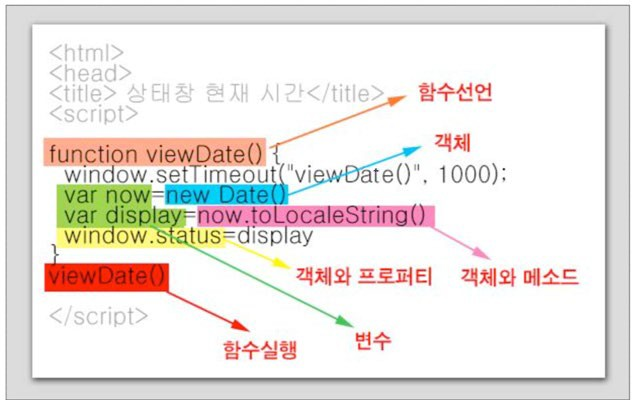 <html>
<head>
<title> 상태창 현재 시간</title>
<script>
함수선언
객체
function viewDate() {
window.setTimeout("viewDate()", 1000);
var now=new Date()
var display=now.toLocaleString()
window.status=display
}
객체와 프로퍼티
객체와 메소드
viewDate()
</script>
변수
함수실행